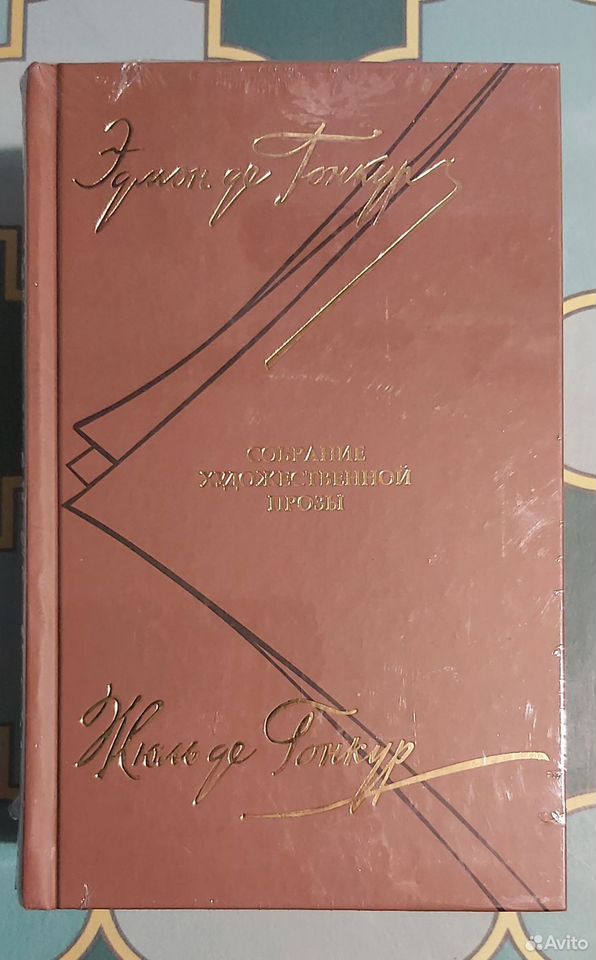 Эдмон де Гонкур
СОБРАНИЕ
ХУДОЖЕСТВЕННОЙ
ПРОЗЫ
Жюль де Гонкур
Avito